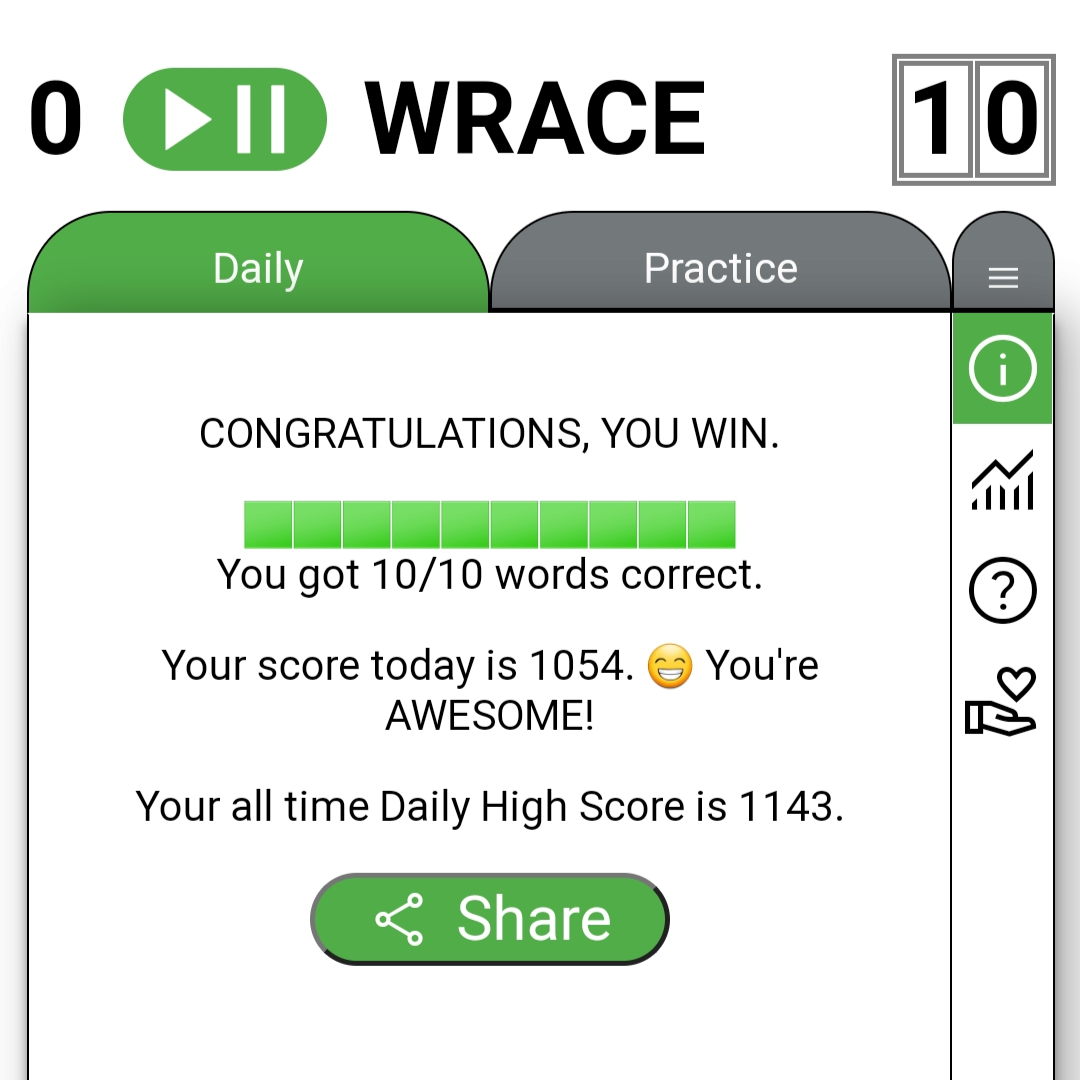 0 WRACE 10
Daily Practice
CONGRATULATIONS, YOU WIN.
You got 10/10 words correct.
Your score today is 1054. 😁 You're
AWESOME!
Your all time Daily High Score is 1143.
Share